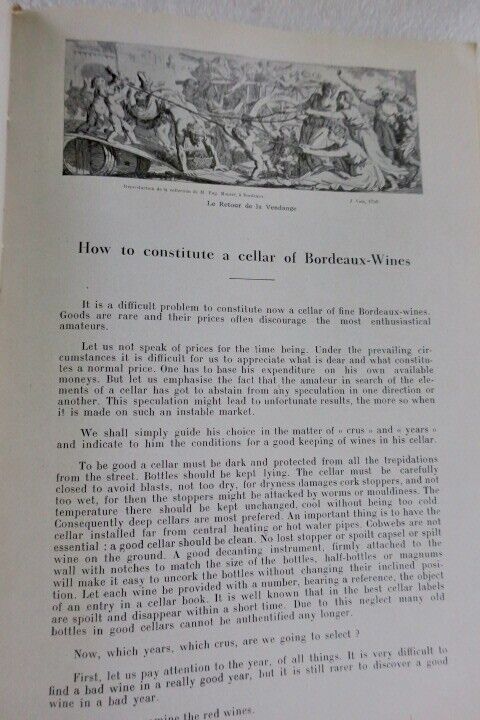 Reproduction de la collection de M. Eug. Bouzet, à Bordeaux.
Le Retour de la Vendange
How to constitute a cellar of Bordeaux-Wines
It is a difficult problem to constitute now a cellar of fine Bordeaux-wines.
Goods are rare and their prices often discourage the most enthusiastical
amateurs.
Let us not speak of prices for the time being. Under the prevailing cir-
cumstances it is difficult for us to appreciate what is dear and what constitu-
tes a normal price. One has to base his expenditure on his own available
moneys. But let us emphasise the fact that the amateur in search of the ele-
ments of a cellar has got to abstain from any speculation in one direction or
another. This speculation might lead to unfortunate results, the more so when
it is made on such an instable market.
We shall simply guide his choice in the matter of « crus » and « years »
and indicate to him the conditions for a good keeping of wines in his cellar.
To be good a cellar must be dark and protected from all the trepidations
from the street. Bottles should be kept lying. The cellar must be carefully
closed to avoid blasts, not too dry, for dryness damages cork stoppers, and not
too wet, for then the stoppers might be attacked by worms or mouldiness. The
temperature there should be kept unchanged, cool without being too cold.
Consequently deep cellars are most prefered. An important thing is to have the
cellar installed far from central heating or hot water pipes. Cobwebs are not
essential : a good cellar should be clean. No lost stopper or spoilt capsel or spilt
wine on the ground. A good decanting instrument, firmly attached to the
wall with notches to match the size of the bottles, half-bottles or magnums
will make it easy to uncork the bottles without changing their inclined posi-
tion. Let each wine be provided with a number, bearing a reference, the object
of an entry in a cellar book. It is well known that in the best cellar labels
are spoilt and disappear within a short time. Due to this neglect many old
bottles in good cellars cannot be authentified any longer.
Now, which years, which crus, are we going to select ?
First, let us pay attention to the year, of all things. It is very difficult to
find a bad wine in a really good year, but it is still rarer to discover a good
wine in a bad year.
the red wines.